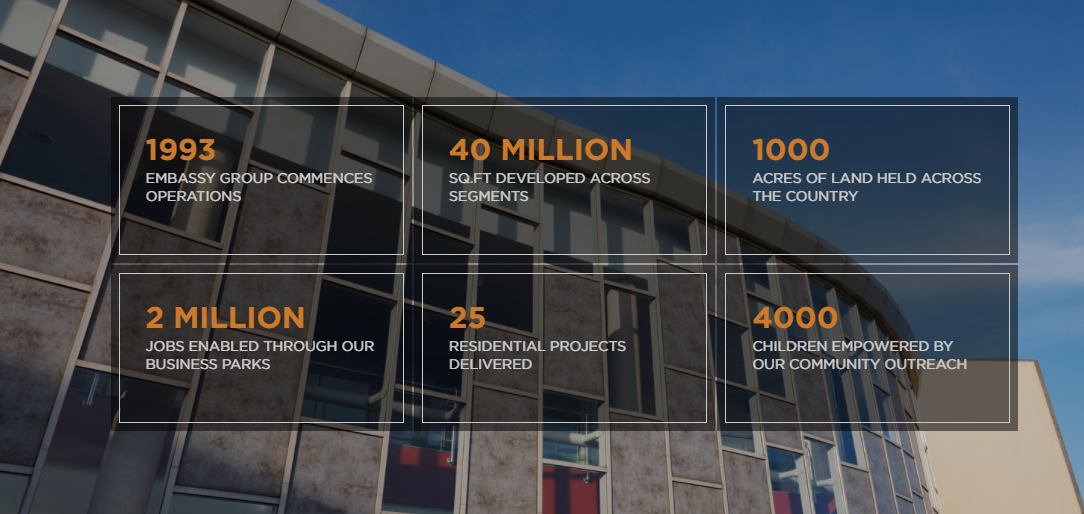 1993
EMBASSY GROUP COMMENCES
OPERATIONS
40 MILLION
SQ.FT DEVELOPED ACROSS
SEGMENTS
1000
ACRES OF LAND HELD ACROSS
THE COUNTRY
2 MILLION
JOBS ENABLED THROUGH OUR
BUSINESS PARKS
25
RESIDENTIAL PROJECTS
DELIVERED
4000
CHILDREN EMPOWERED BY
OUR COMMUNITY OUTREACH